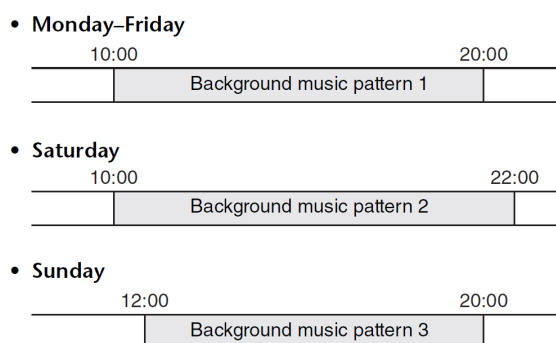 • Monday–Friday
10:00 20:00
Background music pattern 1
• Saturday
10:00 22:00
Background music pattern 2
• Sunday
12:00 20:00
Background music pattern 3